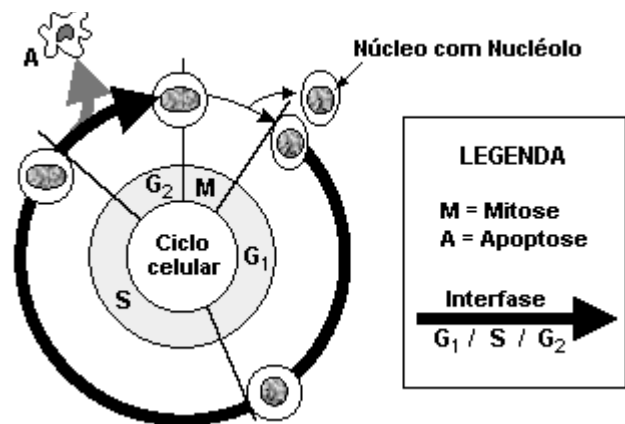 A
Núcleo com Nucléolo
G2
M
Ciclo
celular
G1
S
LEGENDA
M = Mitose
A = Apoptose
Interfase
G1 / S / G2